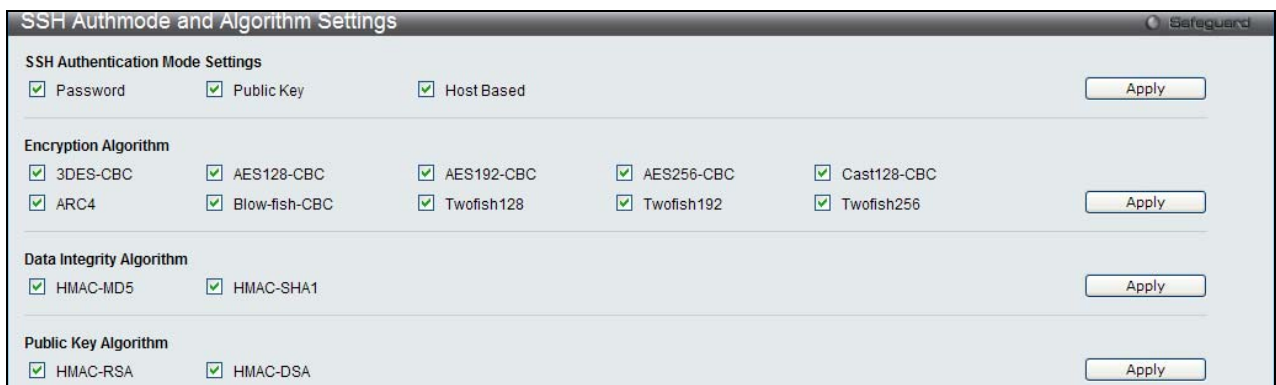 SSH Authmode and Algorithm Settings
Safeguard
SSH Authentication Mode Settings
Password Public Key Host Based Apply
Encryption Algorithm
3DES-CBC AES128-CBC AES192-CBC AES256-CBC Cast128-CBC
ARC4 Blow-fish-CBC Twofish128 Twofish192 Twofish256 Apply
Data Integrity Algorithm
HMAC-MD5 HMAC-SHA1 Apply
Public Key Algorithm
HMAC-RSA HMAC-DSA Apply